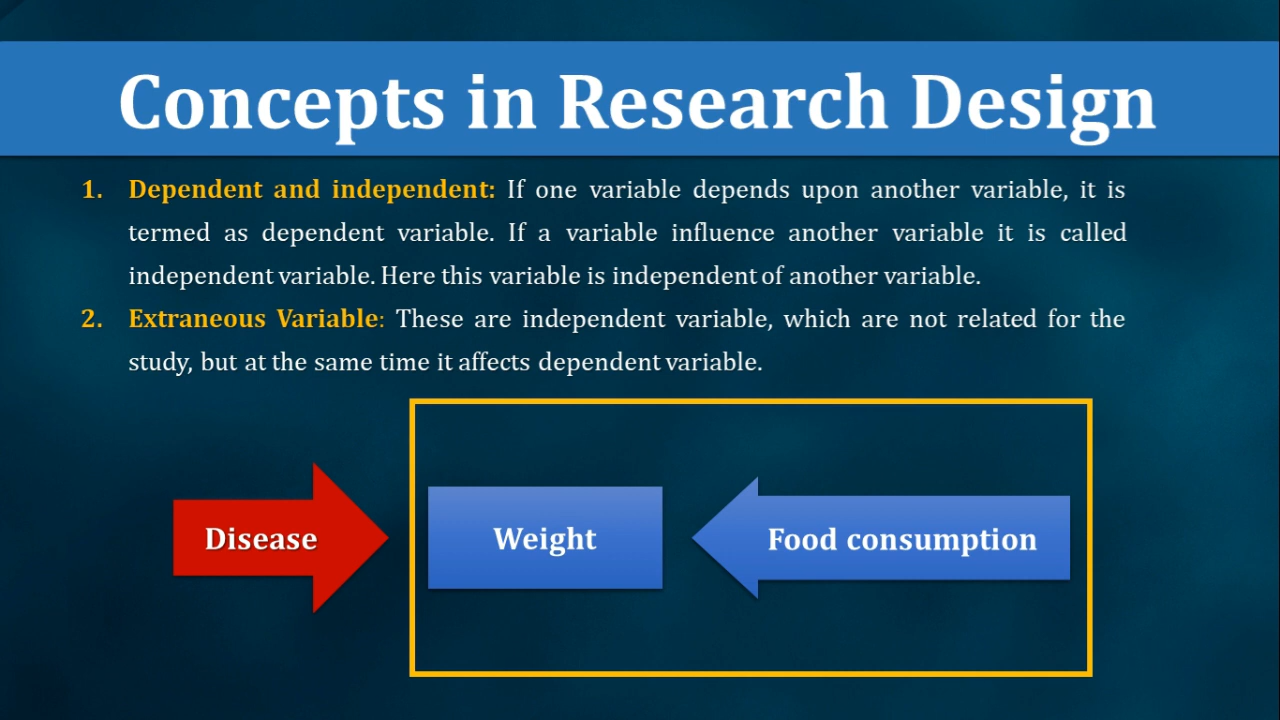 Concepts in Research Design
1. Dependent and independent: If one variable depends upon another variable, it is
termed as dependent variable. If a variable influence another variable it is called
independent variable. Here this variable is independent of another variable.
2. Extraneous Variable: These are independent variable, which are not related for the
study, but at the same time it affects dependent variable.
Disease
Weight
Food consumption